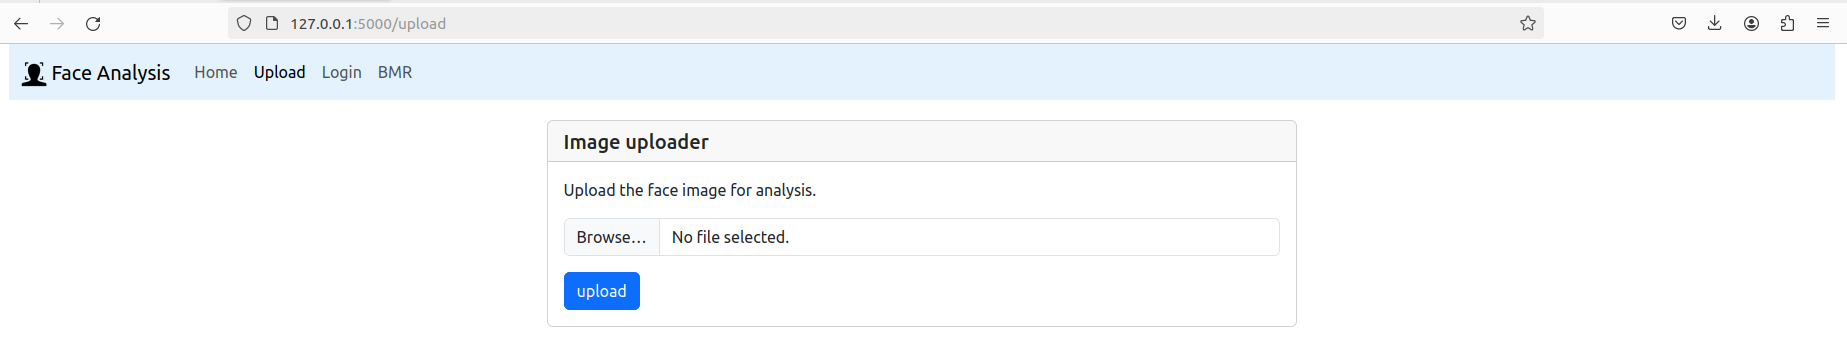 127.0.0.1:5000/upload
Face Analysis Home Upload Login BMR
Image uploader
Upload the face image for analysis.
Browse... No file selected.
upload